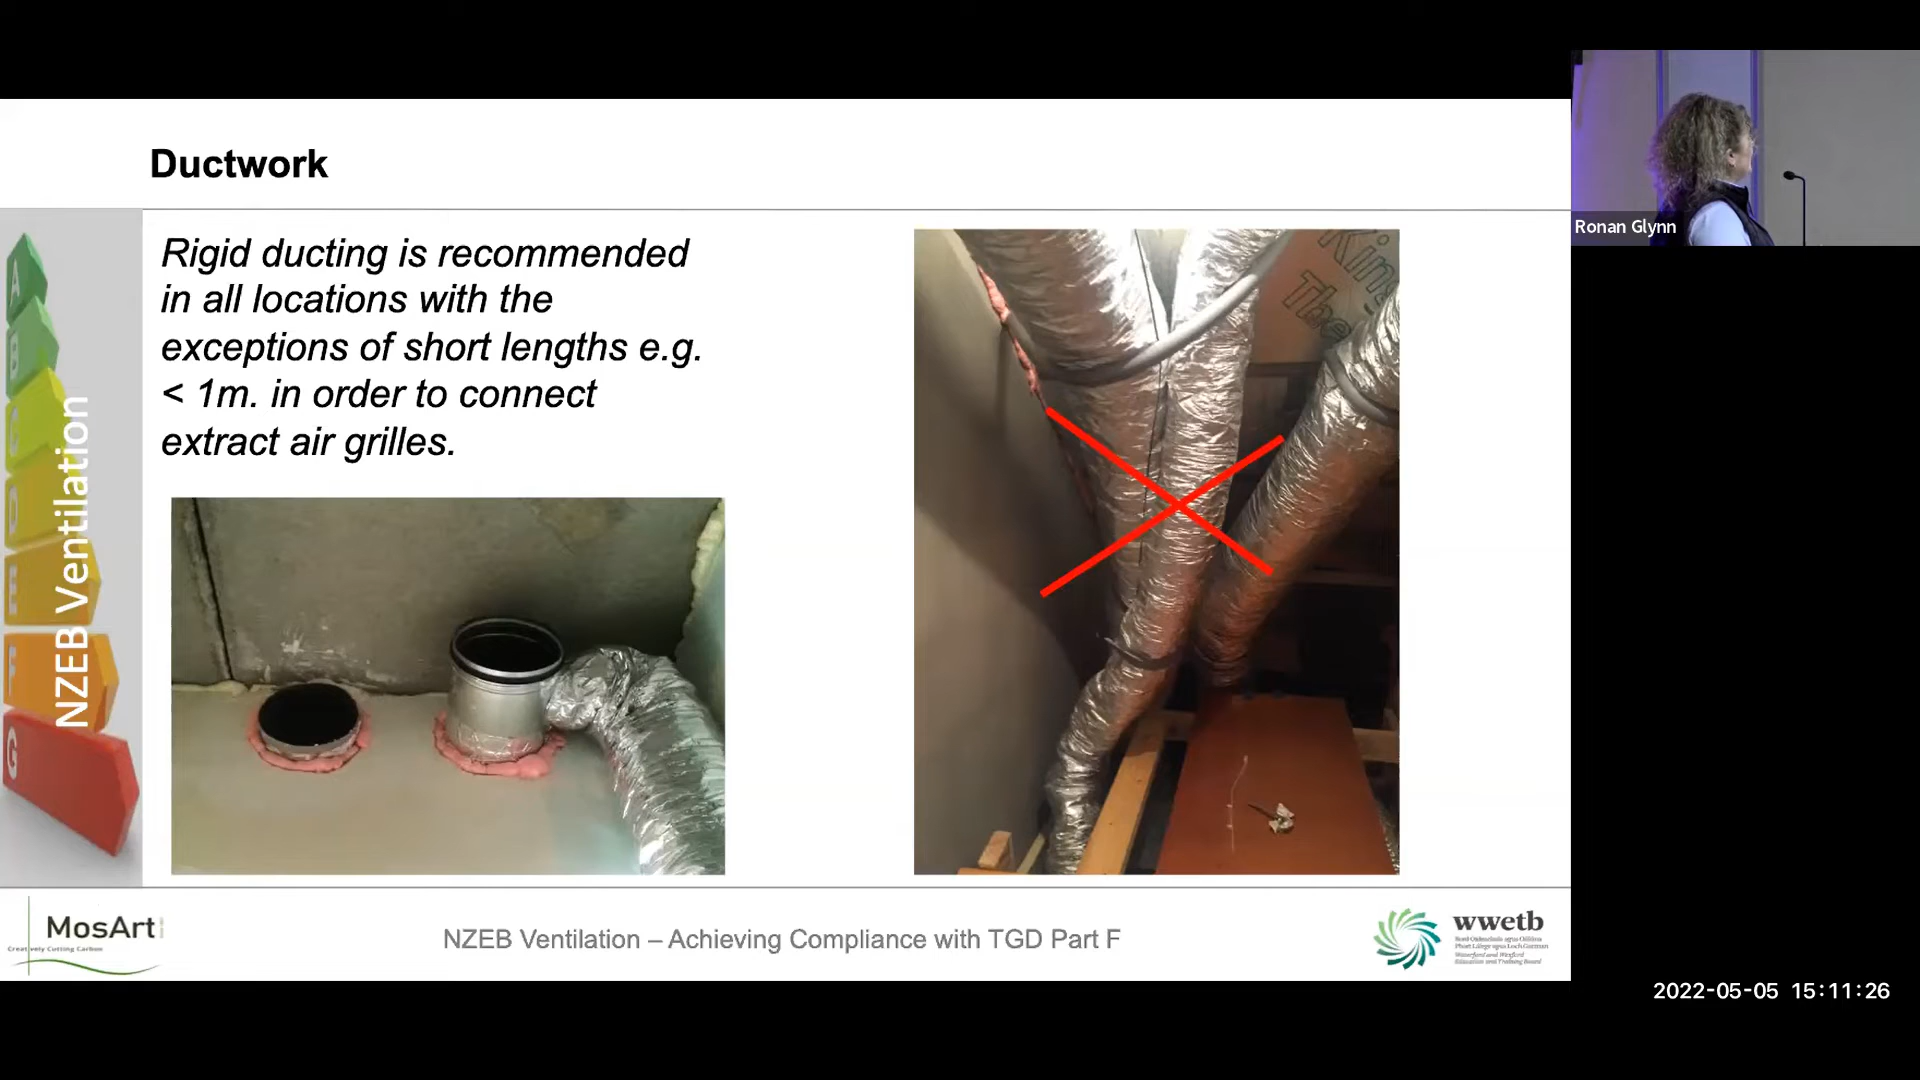 Ductwork
Rigid ducting is recommended
in all locations with the
exceptions of short lengths e.g.
< 1m. in order to connect
extract air grilles.
NZEB Ventilation
A
B
C
D
E
F
G
Kin
The
Ronan Glynn
MosArt
Creatively Cutting Carbon
NZEB Ventilation – Achieving Compliance with TGD Part F
wwetb
Bord Oideachais agus Oiliúna
Phort Láirge agus Loch Garman
Waterford and Wexford
Education and Training Board
2022-05-05 15:11:26